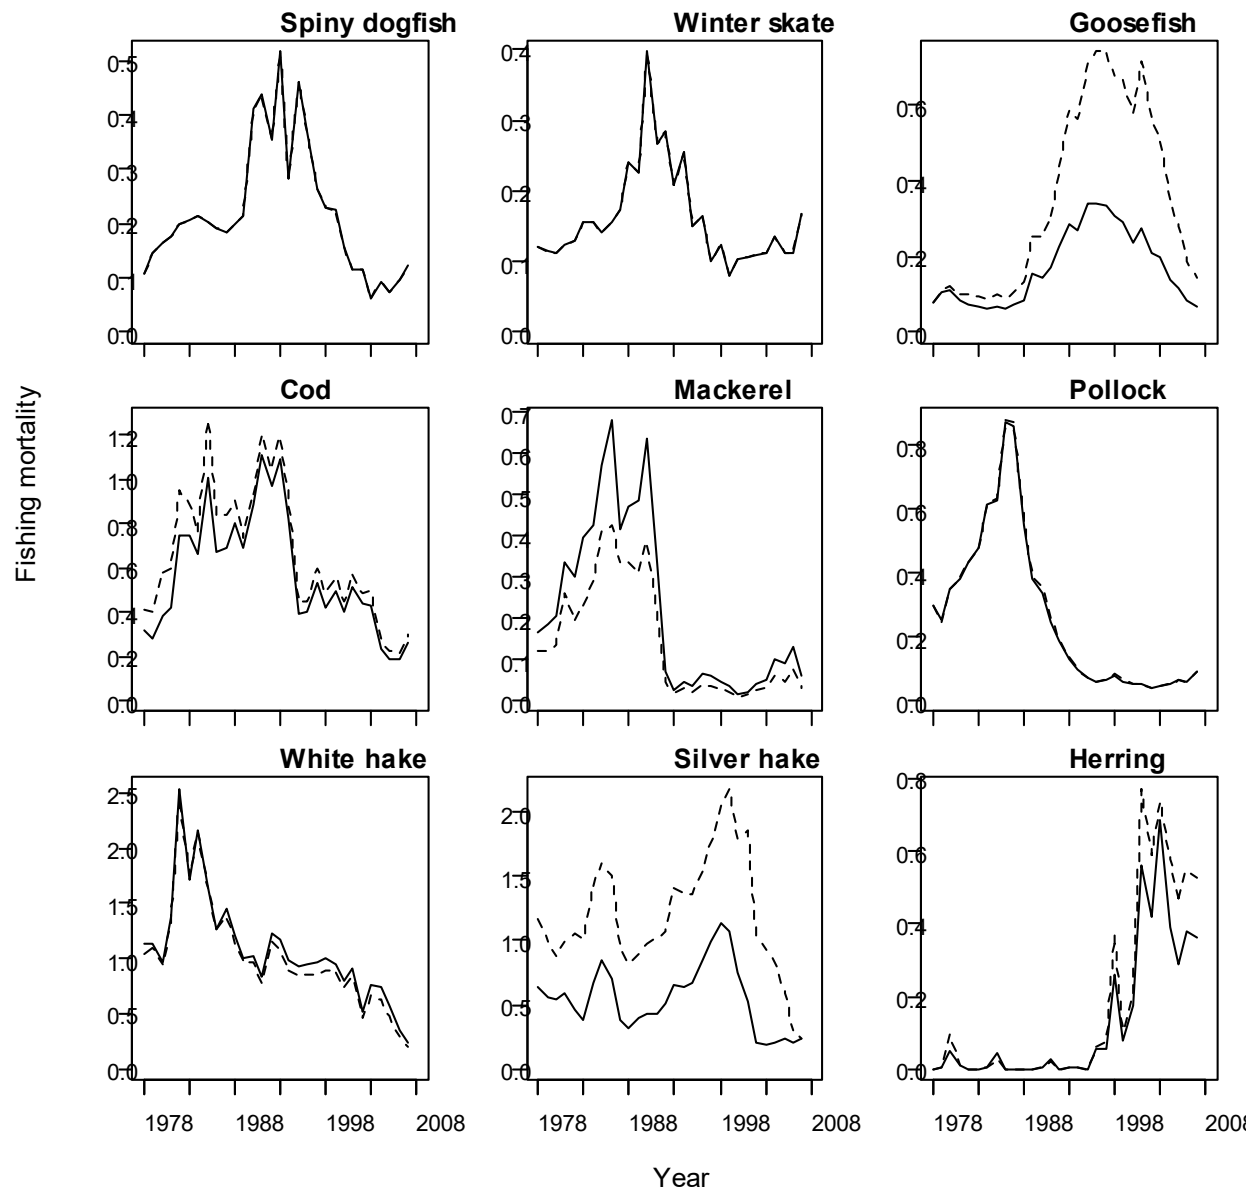 Spiny dogfish Winter skate Goosefish
0.5 0.4
0.4 0.3 0.6
0.3 0.2 0.4
0.2 0.1 0.2
0.1
0.0 0.0 0.0
Cod Mackerel Pollock
1.2 0.7 0.8
1.0 0.6 0.6
0.8 0.5 0.4
0.6 0.4 0.2
0.4 0.3 0.0
0.2 0.2
0.0 0.1
0.0
Fishing mortality
White hake Silver hake Herring
2.5 2.0 0.8
2.0 1.5 0.6
1.5 1.0 0.4
1.0 0.5 0.2
0.5 0.0 0.0
0.0
1978 1988 1998 2008 1978 1988 1998 2008 1978 1988 1998 2008
Year